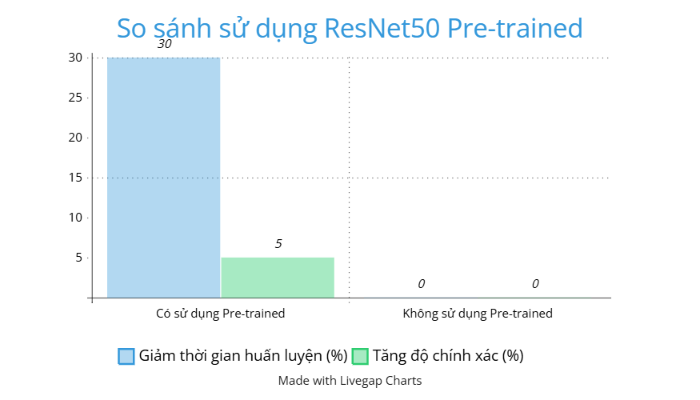 So sánh sử dụng ResNet50 Pre-trained
30
30
25
20
15
10
5
5
0
0
Có sử dụng Pre-trained
Không sử dụng Pre-trained
Giảm thời gian huấn luyện (%) Tăng độ chính xác (%)
Made with Livegap Charts